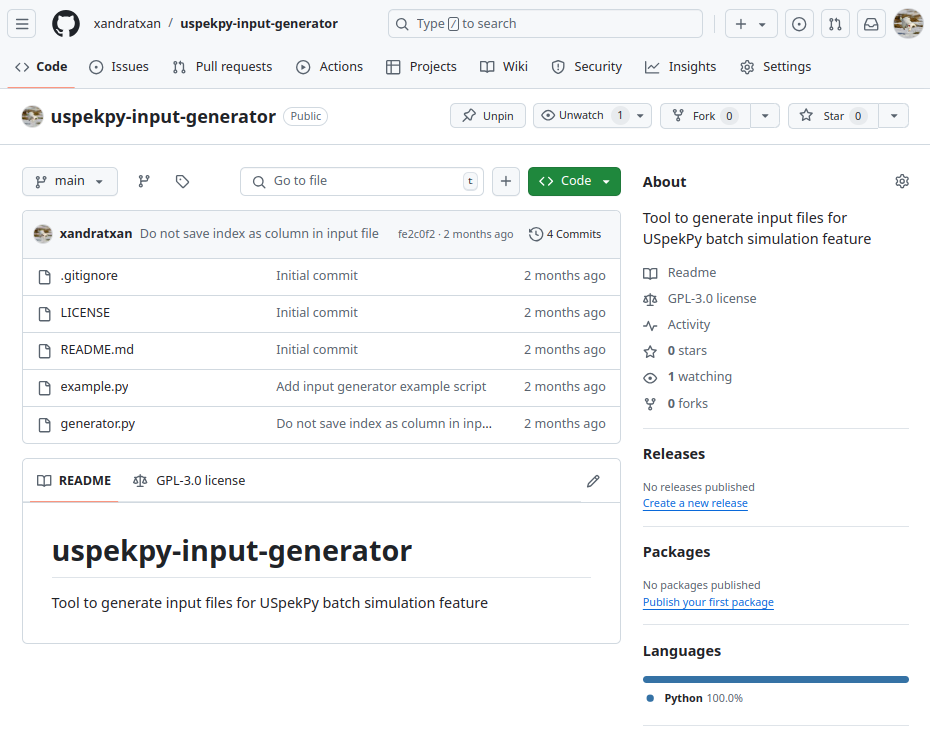 xandratxan / uspekpy-input-generator
Type / to search
Code Issues Pull requests Actions Projects Wiki Security Insights Settings
uspekpy-input-generator Public
Unpin Unwatch 1 Fork 0 Star 0
main Go to file t Code
xandratxan Do not save index as column in input file fe2c0f2 · 2 months ago 4 Commits
.gitignore Initial commit 2 months ago
LICENSE Initial commit 2 months ago
README.md Initial commit 2 months ago
example.py Add input generator example script 2 months ago
generator.py Do not save index as column in inp... 2 months ago
README GPL-3.0 license
uspekpy-input-generator
Tool to generate input files for USpekPy batch simulation feature
About
Tool to generate input files for
USpekPy batch simulation feature
Readme
GPL-3.0 license
Activity
0 stars
1 watching
0 forks
Releases
No releases published
Create a new release
Packages
No packages published
Publish your first package
Languages
Python 100.0%